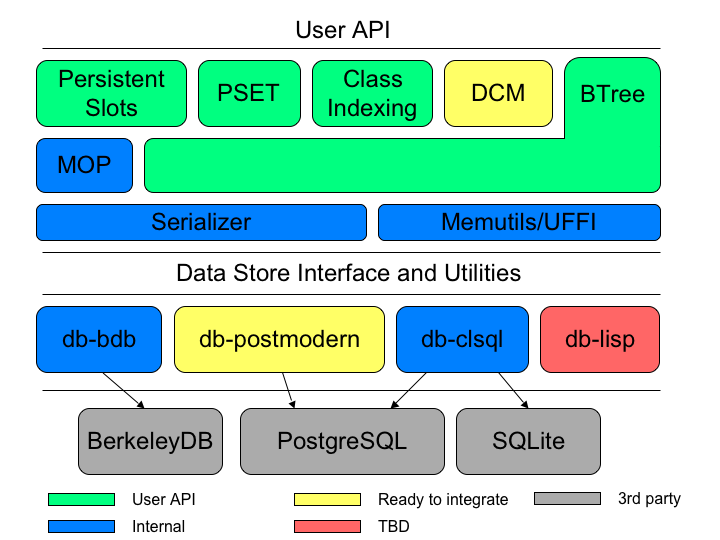 User API
Persistent
Slots
PSET
Class
Indexing
DCM
BTree
MOP
Serializer
Memutils/UFFI
Data Store Interface and Utilities
db-bdb
db-postmodern
db-clsql
db-lisp
BerkeleyDB
PostgreSQL
SQLite
User API
Ready to integrate
3rd party
Internal
TBD